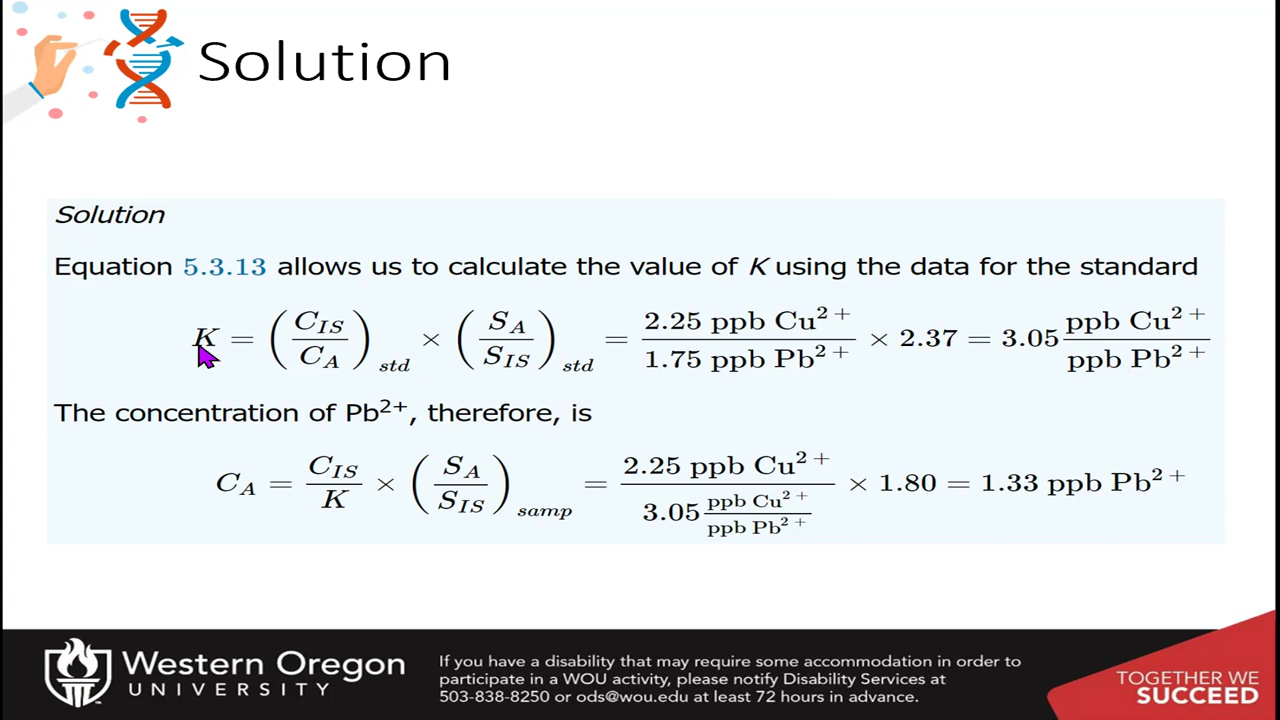 Solution
Solution
Equation 5.3.13 allows us to calculate the value of K using the data for the standard
K = (C_IS / C_A)_std × (S_A / S_IS)_std = 2.25 ppb Cu²⁺ / 1.75 ppb Pb²⁺ × 2.37 = 3.05 ppb Cu²⁺ / ppb Pb²⁺
The concentration of Pb²⁺, therefore, is
C_A = C_IS / K × (S_A / S_IS)_samp = 2.25 ppb Cu²⁺ / 3.05 ppb Cu²⁺ / ppb Pb²⁺ × 1.80 = 1.33 ppb Pb²⁺
Western Oregon
UNIVERSITY
If you have a disability that may require some accommodation in order to
participate in a WOU activity, please notify Disability Services at
503-838-8250 or ods@wou.edu at least 72 hours in advance.
TOGETHER WE
SUCCEED